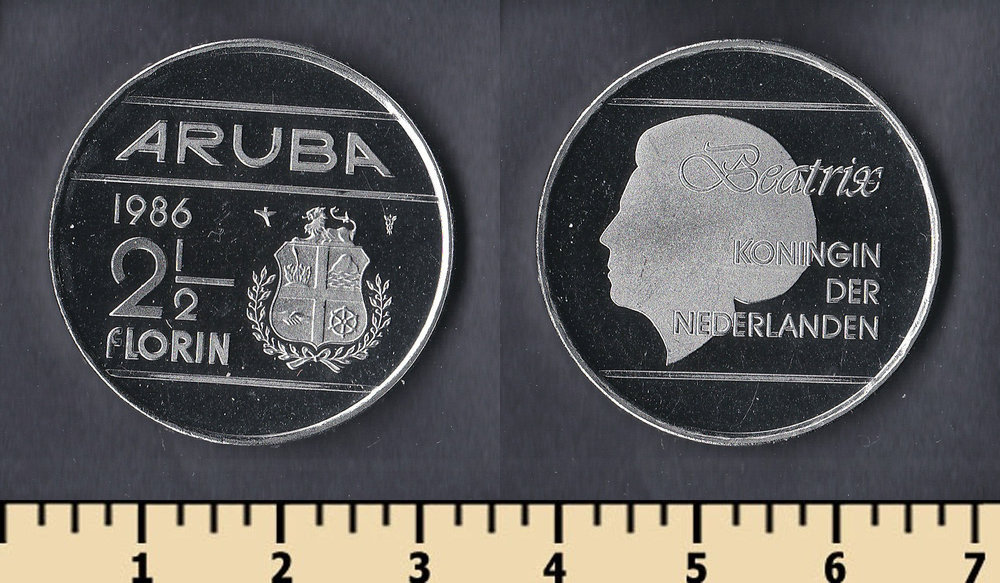 ARUBA
1986
2 1/2
FLORIN
Beatrix
KONINGIN
DER
NEDERLANDEN
1 2 3 4 5 6 7